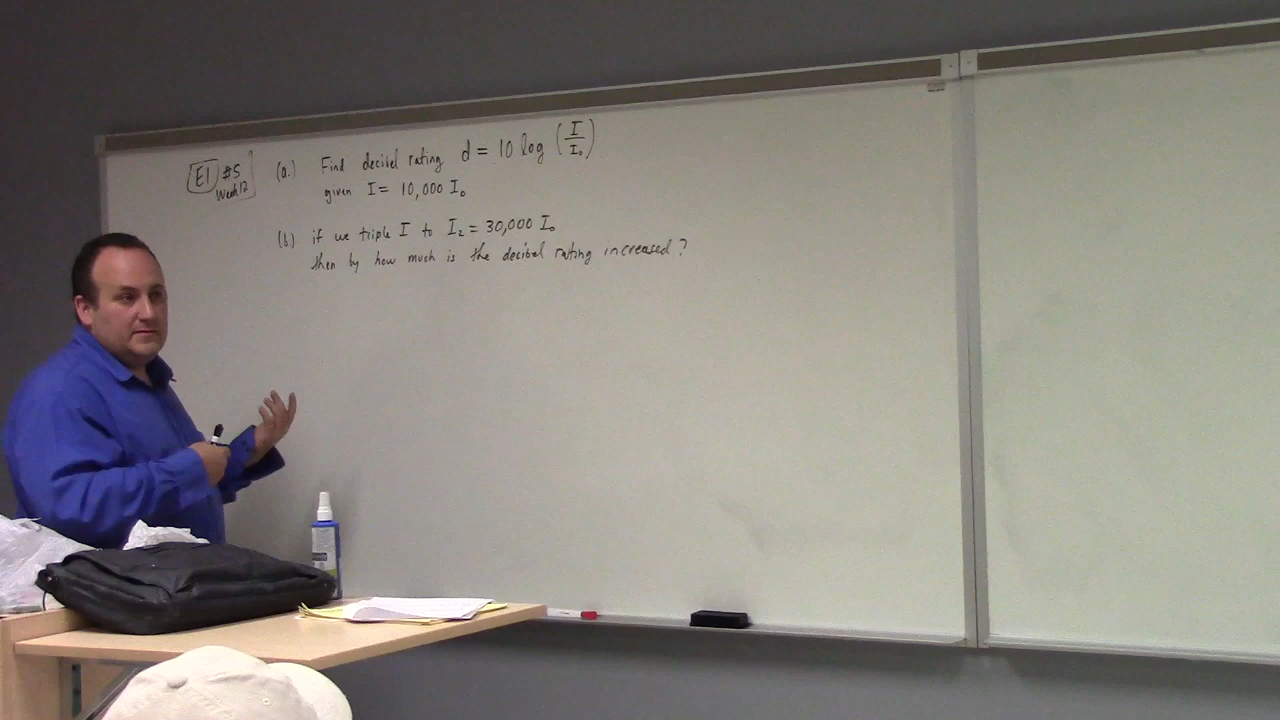 E1 #5 (a.) Find decibel rating d = 10 log (I/I₀)
Week 12 given I = 10,000 I₀
(b.) if we triple I to I₂ = 30,000 I₀
then by how much is the decibel rating increased?